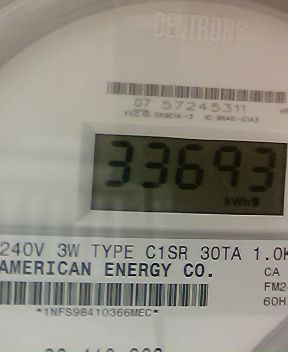 CENTRON®
07 57245311
33693
kWh
240V 3W TYPE C1SR 30TA 1.0K
AMERICAN ENERGY CO.
CA
FM2
60H
*1NFS98410366MEC*